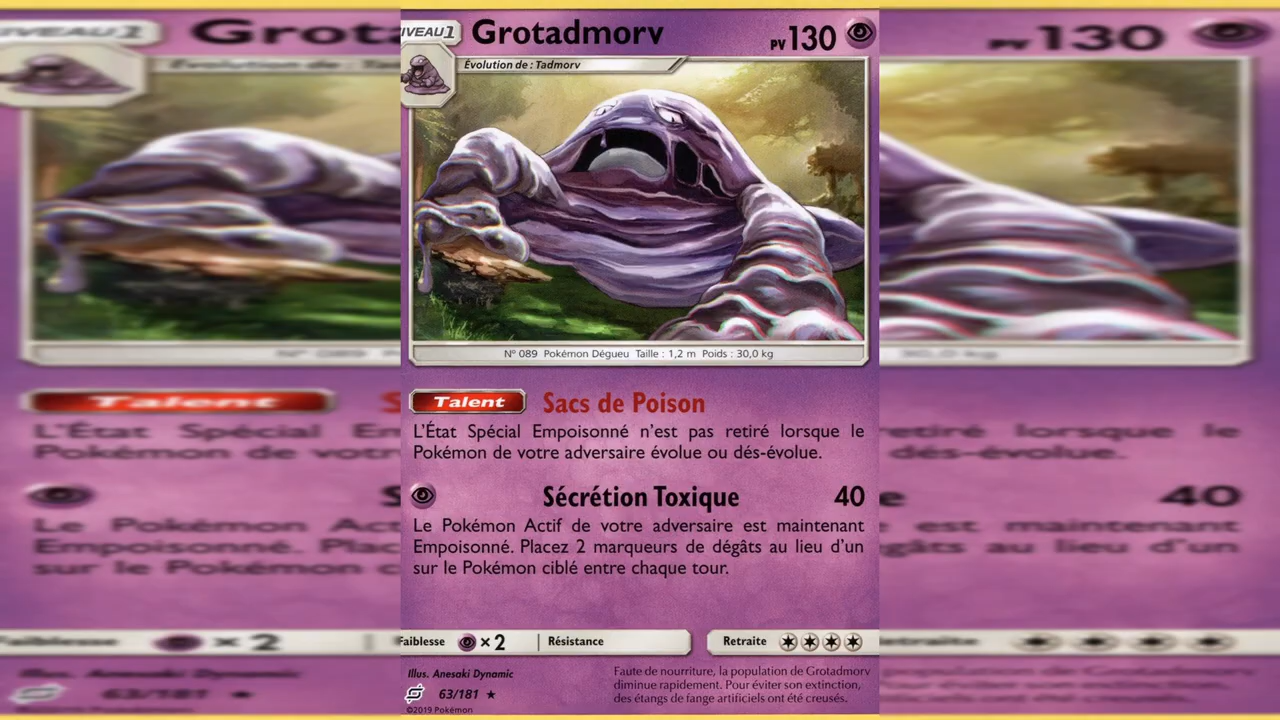 IVEAU 1
Grotadmorv
PV 130
Évolution de : Tadmorv
N° 089 Pokémon Dégueu Taille : 1,2 m Poids : 30,0 kg
Talent Sacs de Poison
L'État Spécial Empoisonné n'est pas retiré lorsque le
Pokémon de votre adversaire évolue ou dés-évolue.
Sécrétion Toxique 40
Le Pokémon Actif de votre adversaire est maintenant
Empoisonné. Placez 2 marqueurs de dégâts au lieu d'un
sur le Pokémon ciblé entre chaque tour.
Faiblesse ×2 Résistance Retraite
Illus. Anesaki Dynamic
63/181 ★
©2019 Pokémon
Faute de nourriture, la population de Grotadmorv
diminue rapidement. Pour éviter son extinction,
des étangs de fange artificiels ont été creusés.